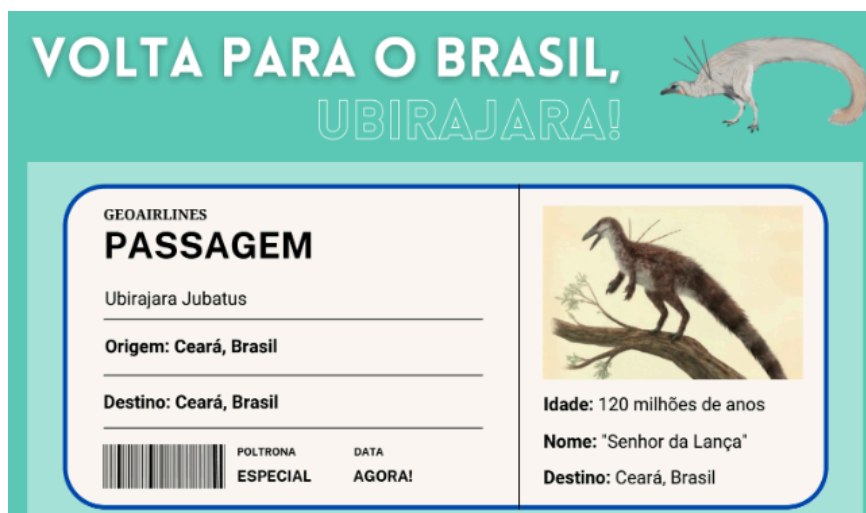 VOLTA PARA O BRASIL,
UBIRAJARA!
GEOAIRLINES
PASSAGEM
Ubirajara Jubatus
Origem: Ceará, Brasil
Destino: Ceará, Brasil
POLTRONA
ESPECIAL
DATA
AGORA!
Idade: 120 milhões de anos
Nome: "Senhor da Lança"
Destino: Ceará, Brasil